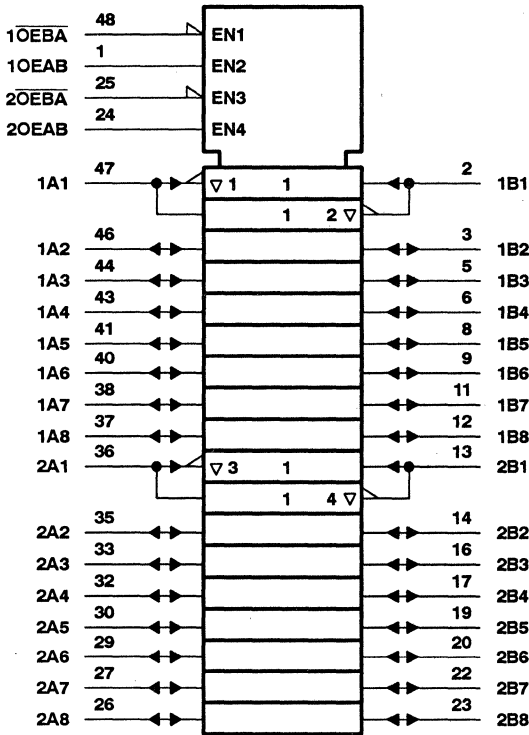 1O̅E̅B̅A̅ 48 EN1
1OEAB 1 EN2
2O̅E̅B̅A̅ 25 EN3
2OEAB 24 EN4
1A1 47 ▽ 1 1 2 1B1
1 2 ▽
1A2 46 3 1B2
1A3 44 5 1B3
1A4 43 6 1B4
1A5 41 8 1B5
1A6 40 9 1B6
1A7 38 11 1B7
1A8 37 12 1B8
2A1 36 ▽ 3 1 13 2B1
1 4 ▽
2A2 35 14 2B2
2A3 33 16 2B3
2A4 32 17 2B4
2A5 30 19 2B5
2A6 29 20 2B6
2A7 27 22 2B7
2A8 26 23 2B8